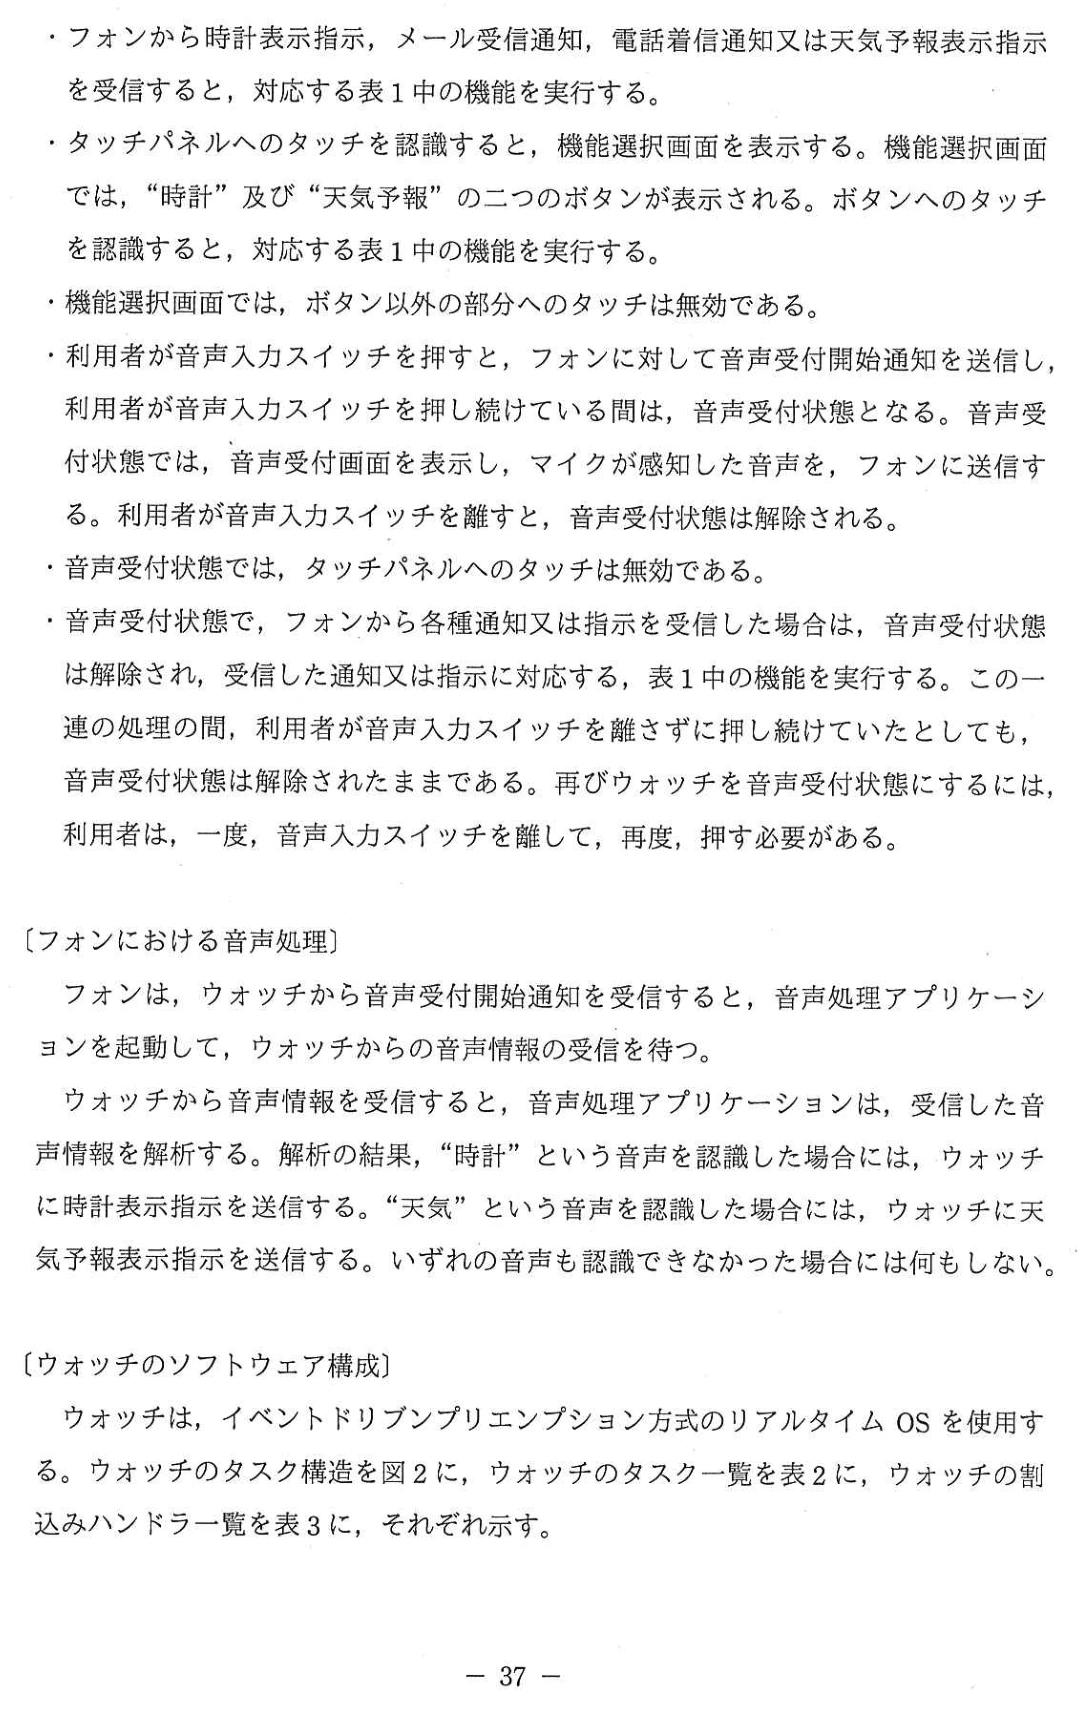 ・フォンから時計表示指示，メール受信通知，電話着信通知又は天気予報表示指示
を受信すると，対応する表1中の機能を実行する。
・タッチパネルへのタッチを認識すると，機能選択画面を表示する。機能選択画面
では，“時計”及び“天気予報”の二つのボタンが表示される。ボタンへのタッチ
を認識すると，対応する表1中の機能を実行する。
・機能選択画面では，ボタン以外の部分へのタッチは無効である。
・利用者が音声入力スイッチを押すと，フォンに対して音声受付開始通知を送信し，
利用者が音声入力スイッチを押し続けている間は，音声受付状態となる。音声受
付状態では，音声受付画面を表示し，マイクが感知した音声を，フォンに送信す
る。利用者が音声入力スイッチを離すと，音声受付状態は解除される。
・音声受付状態では，タッチパネルへのタッチは無効である。
・音声受付状態で，フォンから各種通知又は指示を受信した場合は，音声受付状態
は解除され，受信した通知又は指示に対応する，表1中の機能を実行する。この一
連の処理の間，利用者が音声入力スイッチを離さずに押し続けていたとしても，
音声受付状態は解除されたままである。再びウォッチを音声受付状態にするには，
利用者は，一度，音声入力スイッチを離して，再度，押す必要がある。
〔フォンにおける音声処理〕
フォンは，ウォッチから音声受付開始通知を受信すると，音声処理アプリケーシ
ョンを起動して，ウォッチからの音声情報の受信を待つ。
ウォッチから音声情報を受信すると，音声処理アプリケーションは，受信した音
声情報を解析する。解析の結果，“時計”という音声を認識した場合には，ウォッチ
に時計表示指示を送信する。“天気”という音声を認識した場合には，ウォッチに天
気予報表示指示を送信する。いずれの音声も認識できなかった場合には何もしない。
〔ウォッチのソフトウェア構成〕
ウォッチは，イベントドリブンプリエンプション方式のリアルタイム OS を使用す
る。ウォッチのタスク構造を図2に，ウォッチのタスク一覧を表2に，ウォッチの割
込みハンドラ一覧を表3に，それぞれ示す。
－ 37 －